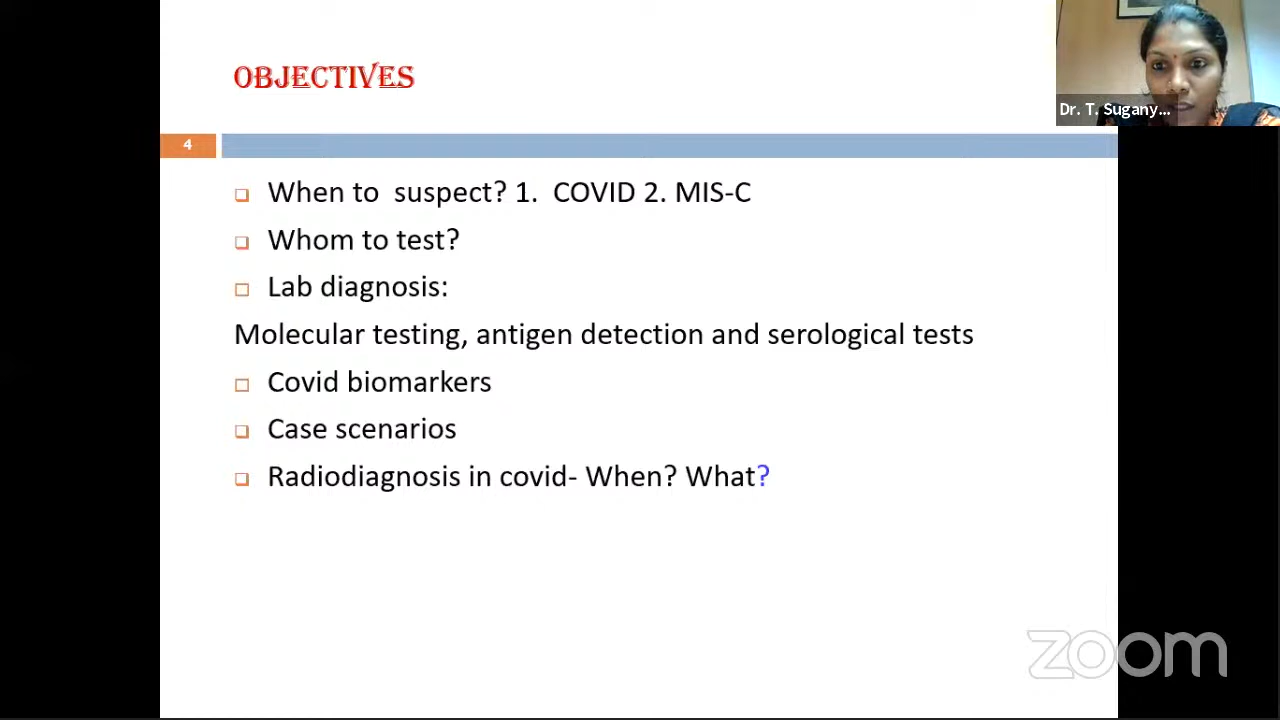 OBJECTIVES
Dr. T. Sugany...
4
When to suspect? 1. COVID 2. MIS-C
Whom to test?
Lab diagnosis:
Molecular testing, antigen detection and serological tests
Covid biomarkers
Case scenarios
Radiodiagnosis in covid- When? What?
zoom